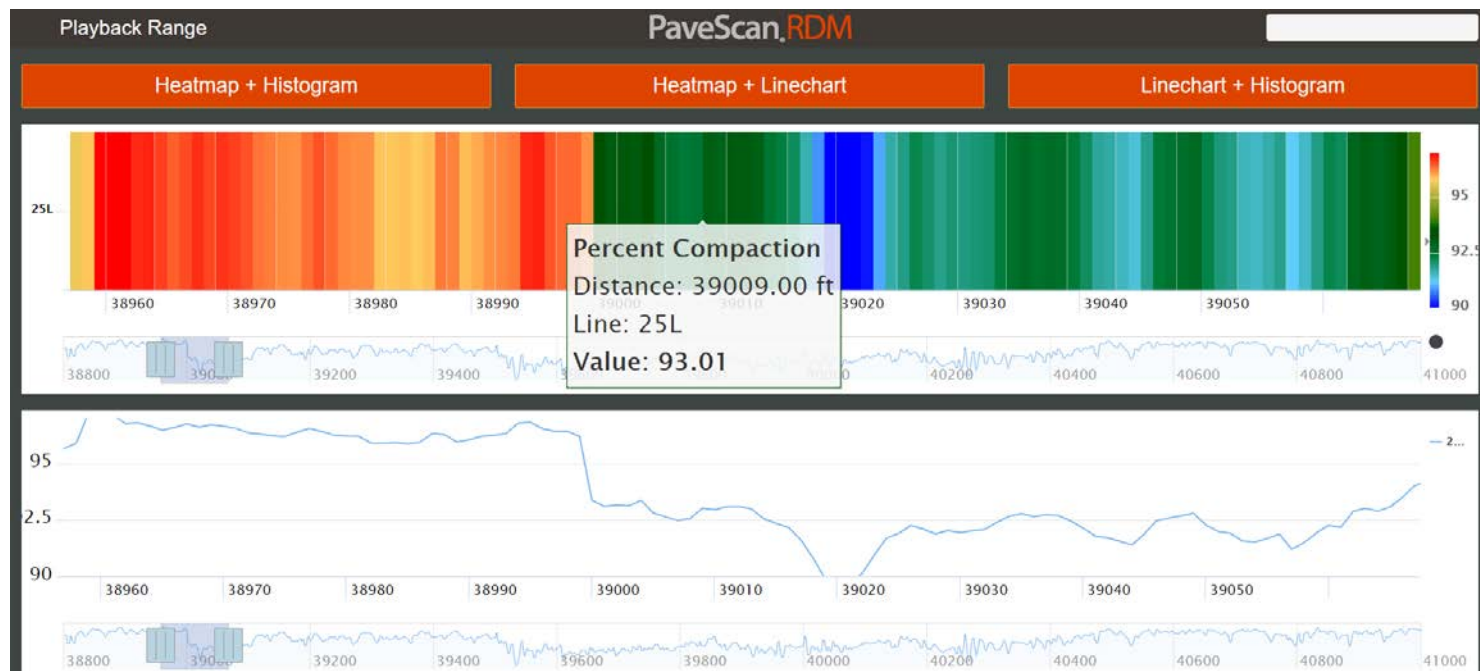 Playback Range
PaveScan.RDM
Heatmap + Histogram
Heatmap + Linechart
Linechart + Histogram
25L
95
92.5
90
Percent Compaction
Distance: 39009.00 ft
Line: 25L
Value: 93.01
38960 38970 38980 38990 39000 39010 39020 39030 39040 39050
38800 39200 39400 40000 40200 40400 40600 40800 41000
95
2.5
90
2...
38960 38970 38980 38990 39000 39010 39020 39030 39040 39050
38800 39200 39400 39600 39800 40000 40200 40400 40600 40800 41000